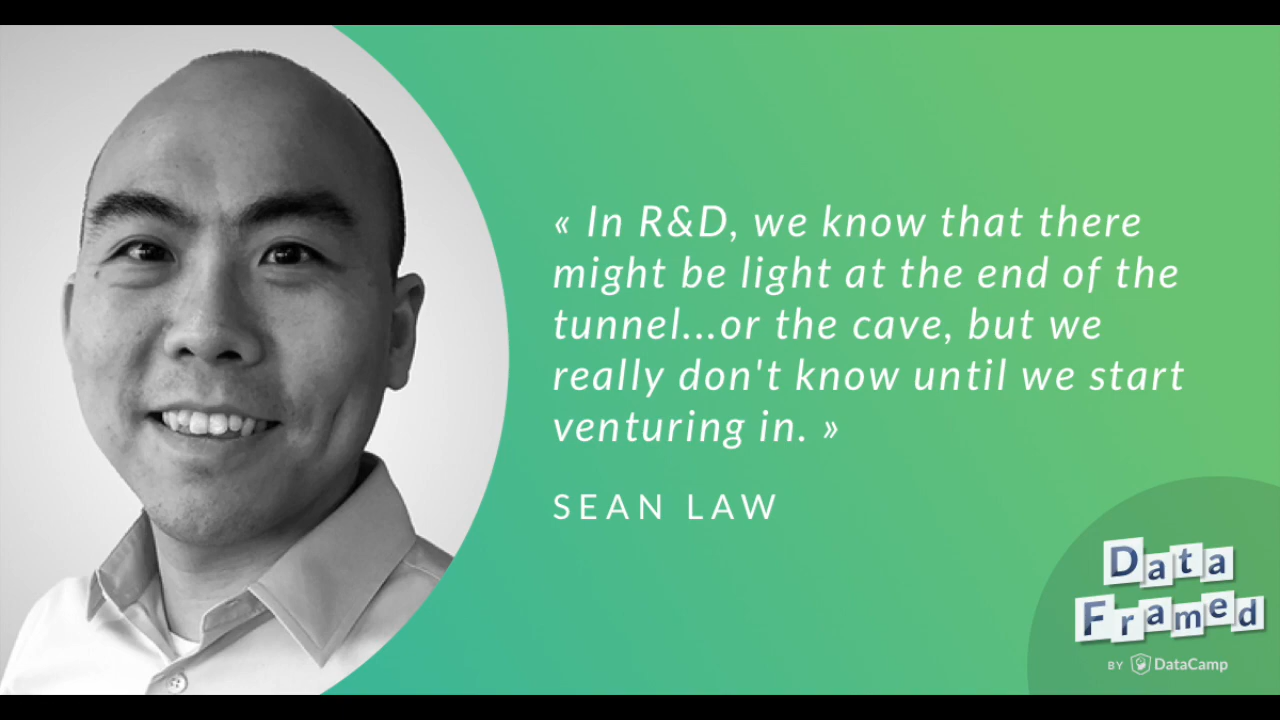 « In R&D, we know that there
might be light at the end of the
tunnel...or the cave, but we
really don't know until we start
venturing in. »
SEAN LAW
Data
Framed
BY DataCamp